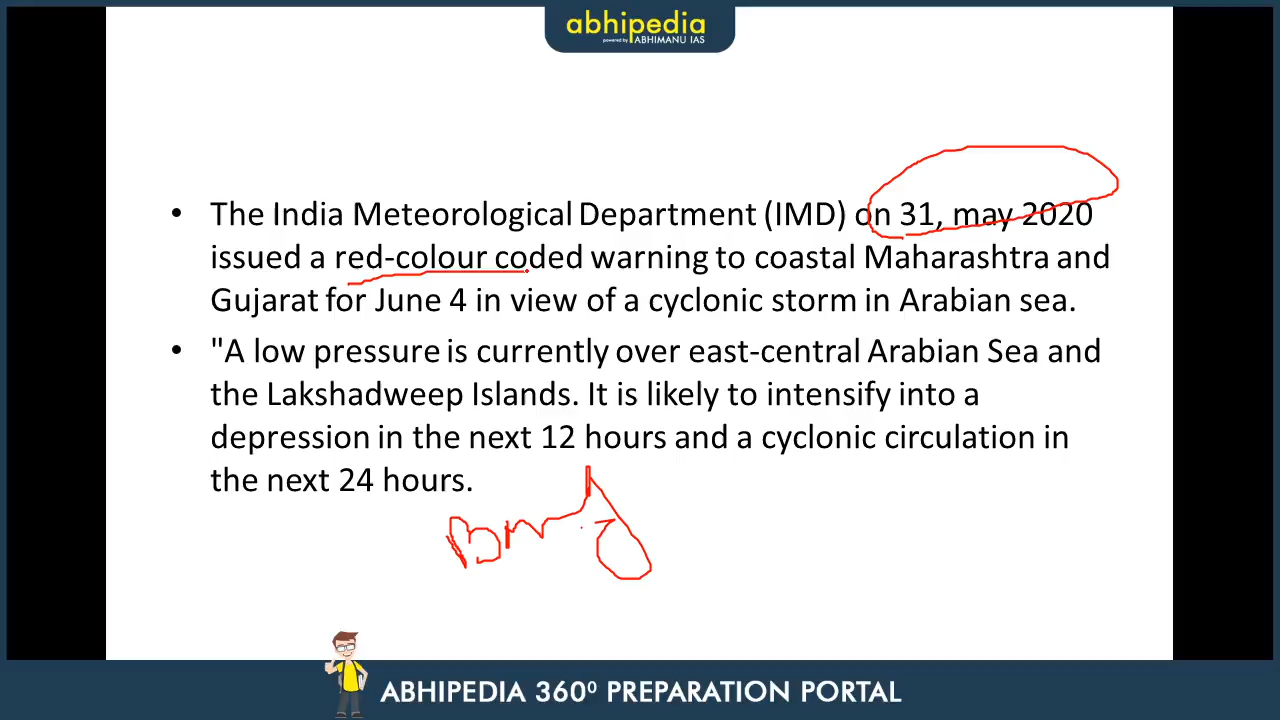 abhipedia
powered by ABHIMANU IAS
• The India Meteorological Department (IMD) on 31, may 2020
issued a red-colour coded warning to coastal Maharashtra and
Gujarat for June 4 in view of a cyclonic storm in Arabian sea.
• "A low pressure is currently over east-central Arabian Sea and
the Lakshadweep Islands. It is likely to intensify into a
depression in the next 12 hours and a cyclonic circulation in
the next 24 hours.
ABHIPEDIA 360⁰ PREPARATION PORTAL